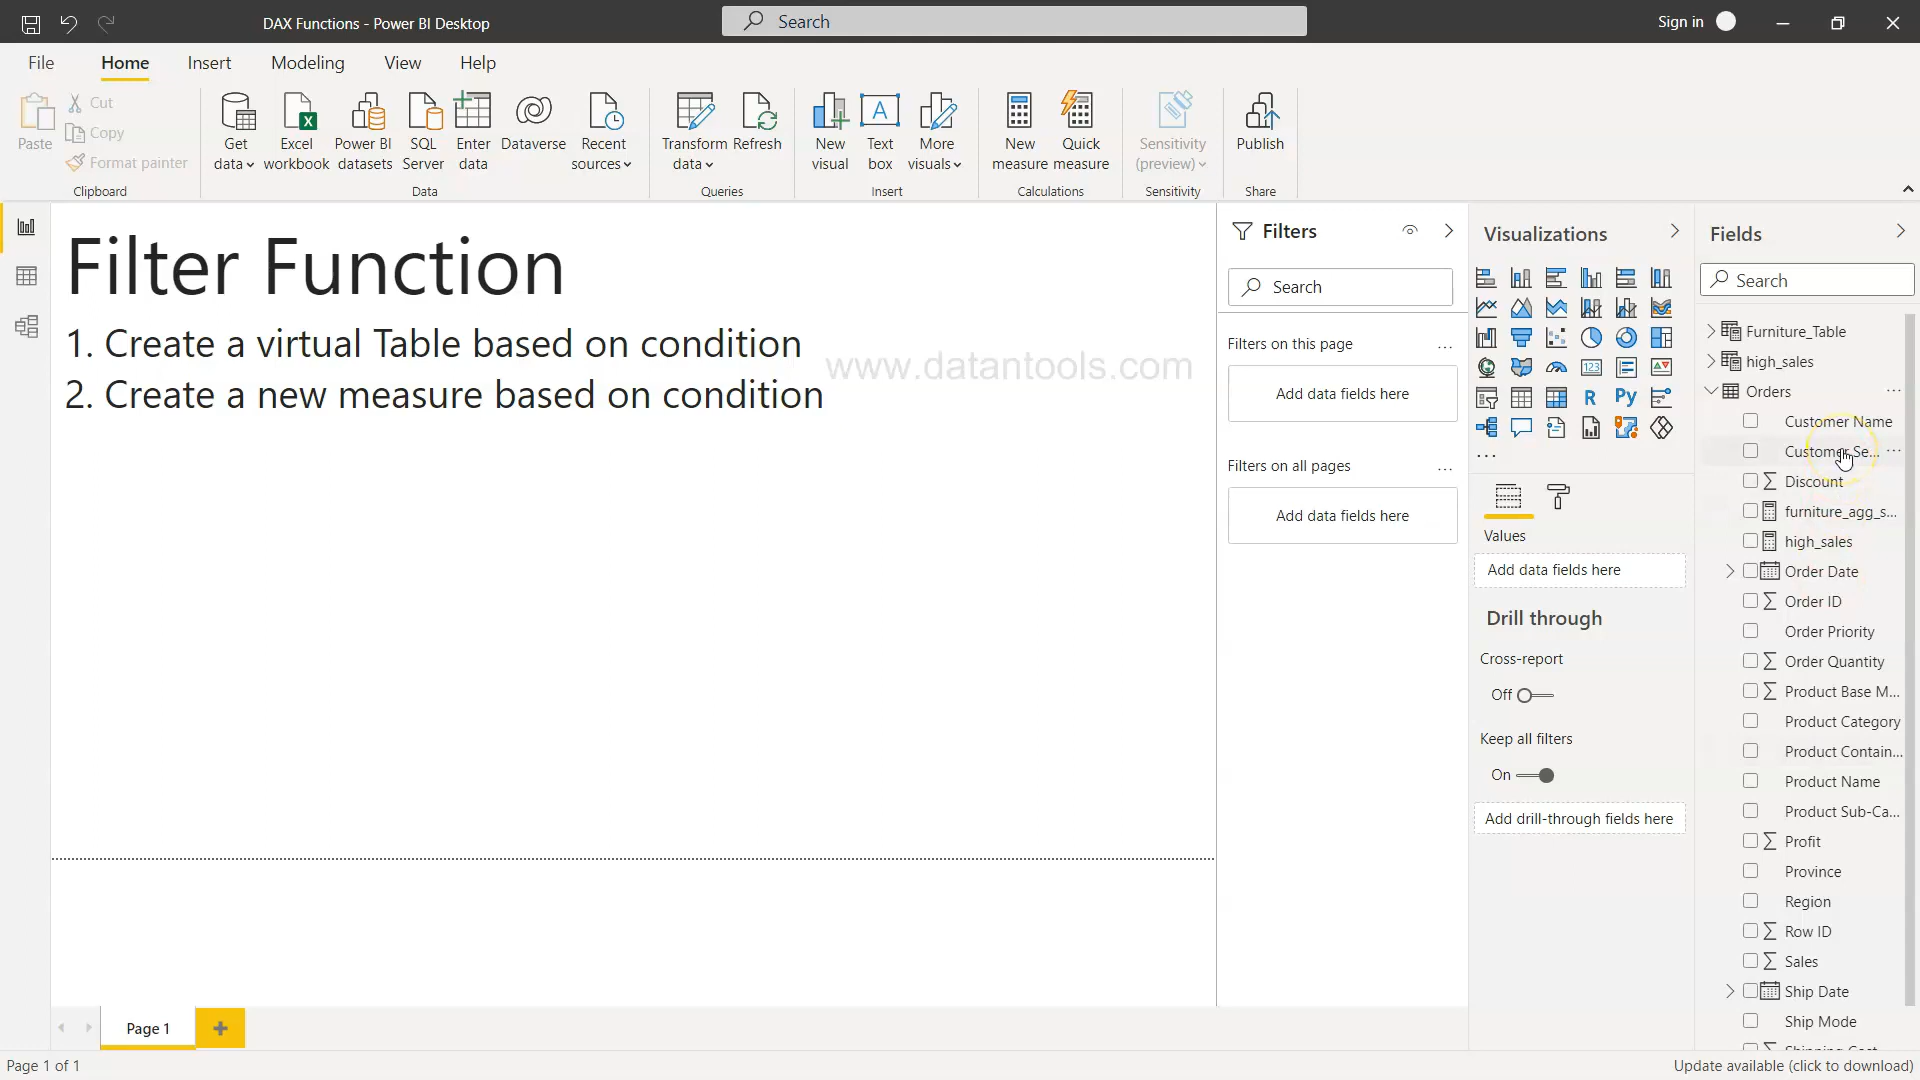 DAX Functions - Power BI Desktop
Search
Sign in
File
Home
Insert
Modeling
View
Help
Paste
Cut
Copy
Format painter
Clipboard
Get data
Excel workbook
Power BI datasets
SQL Server
Enter data
Dataverse
Recent sources
Data
Transform data
Refresh
Queries
New visual
Text box
More visuals
Insert
New measure
Quick measure
Calculations
Sensitivity (preview)
Sensitivity
Publish
Share
Filter Function
1. Create a virtual Table based on condition
2. Create a new measure based on condition
www.datantools.com
Filters
Search
Filters on this page
...
Add data fields here
Filters on all pages
...
Add data fields here
Visualizations
123
R
Py
...
Values
Add data fields here
Drill through
Cross-report
Off
Keep all filters
On
Add drill-through fields here
Fields
Search
Furniture_Table
high_sales
Orders
...
Customer Name
Customer Se...
...
Discount
furniture_agg_s...
high_sales
Order Date
Order ID
Order Priority
Order Quantity
Product Base M...
Product Category
Product Contain...
Product Name
Product Sub-Ca...
Profit
Province
Region
Row ID
Sales
Ship Date
Ship Mode
Page 1
Page 1 of 1
Update available (click to download)